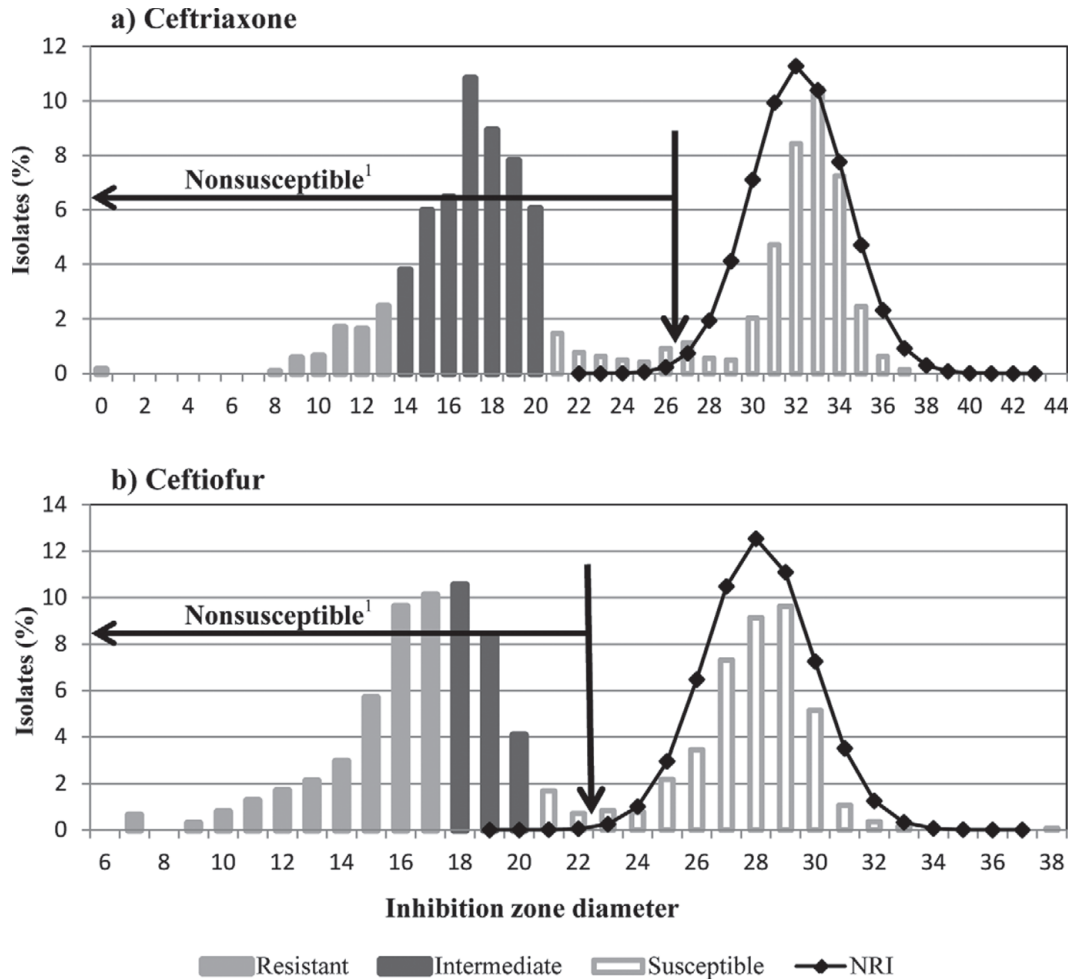 a) Ceftriaxone
12
10
8
6
4
2
0
Isolates (%)
Nonsusceptible1
0 2 4 6 8 10 12 14 16 18 20 22 24 26 28 30 32 34 36 38 40 42 44
b) Ceftiofur
14
12
10
8
6
4
2
0
Isolates (%)
Nonsusceptible1
6 8 10 12 14 16 18 20 22 24 26 28 30 32 34 36 38
Inhibition zone diameter
Resistant Intermediate Susceptible NRI